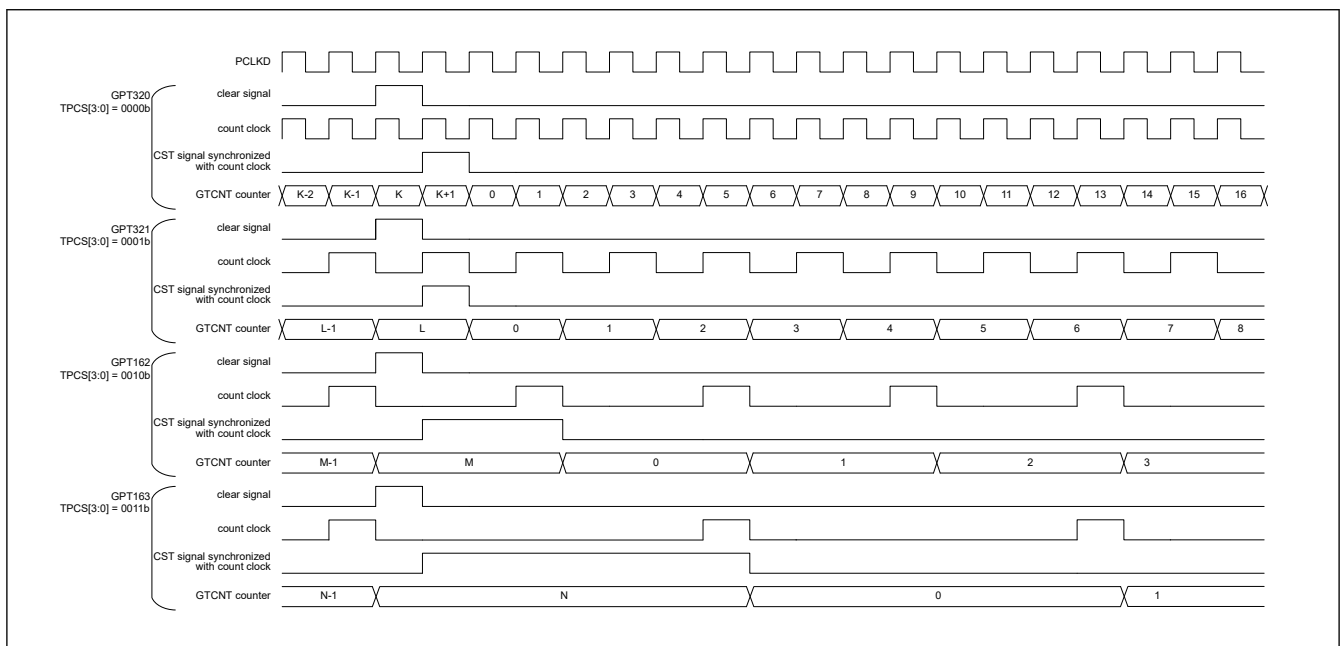 PCLKD
GPT320
TPCS[3:0] = 0000b
clear signal
count clock
CST signal synchronized
with count clock
GTCNT counter
K-2 K-1 K K+1 0 1 2 3 4 5 6 7 8 9 10 11 12 13 14 15 16
GPT321
TPCS[3:0] = 0001b
clear signal
count clock
CST signal synchronized
with count clock
GTCNT counter
L-1 L 0 1 2 3 4 5 6 7 8
GPT162
TPCS[3:0] = 0010b
clear signal
count clock
CST signal synchronized
with count clock
GTCNT counter
M-1 M 0 1 2 3
GPT163
TPCS[3:0] = 0011b
clear signal
count clock
CST signal synchronized
with count clock
GTCNT counter
N-1 N 0 1